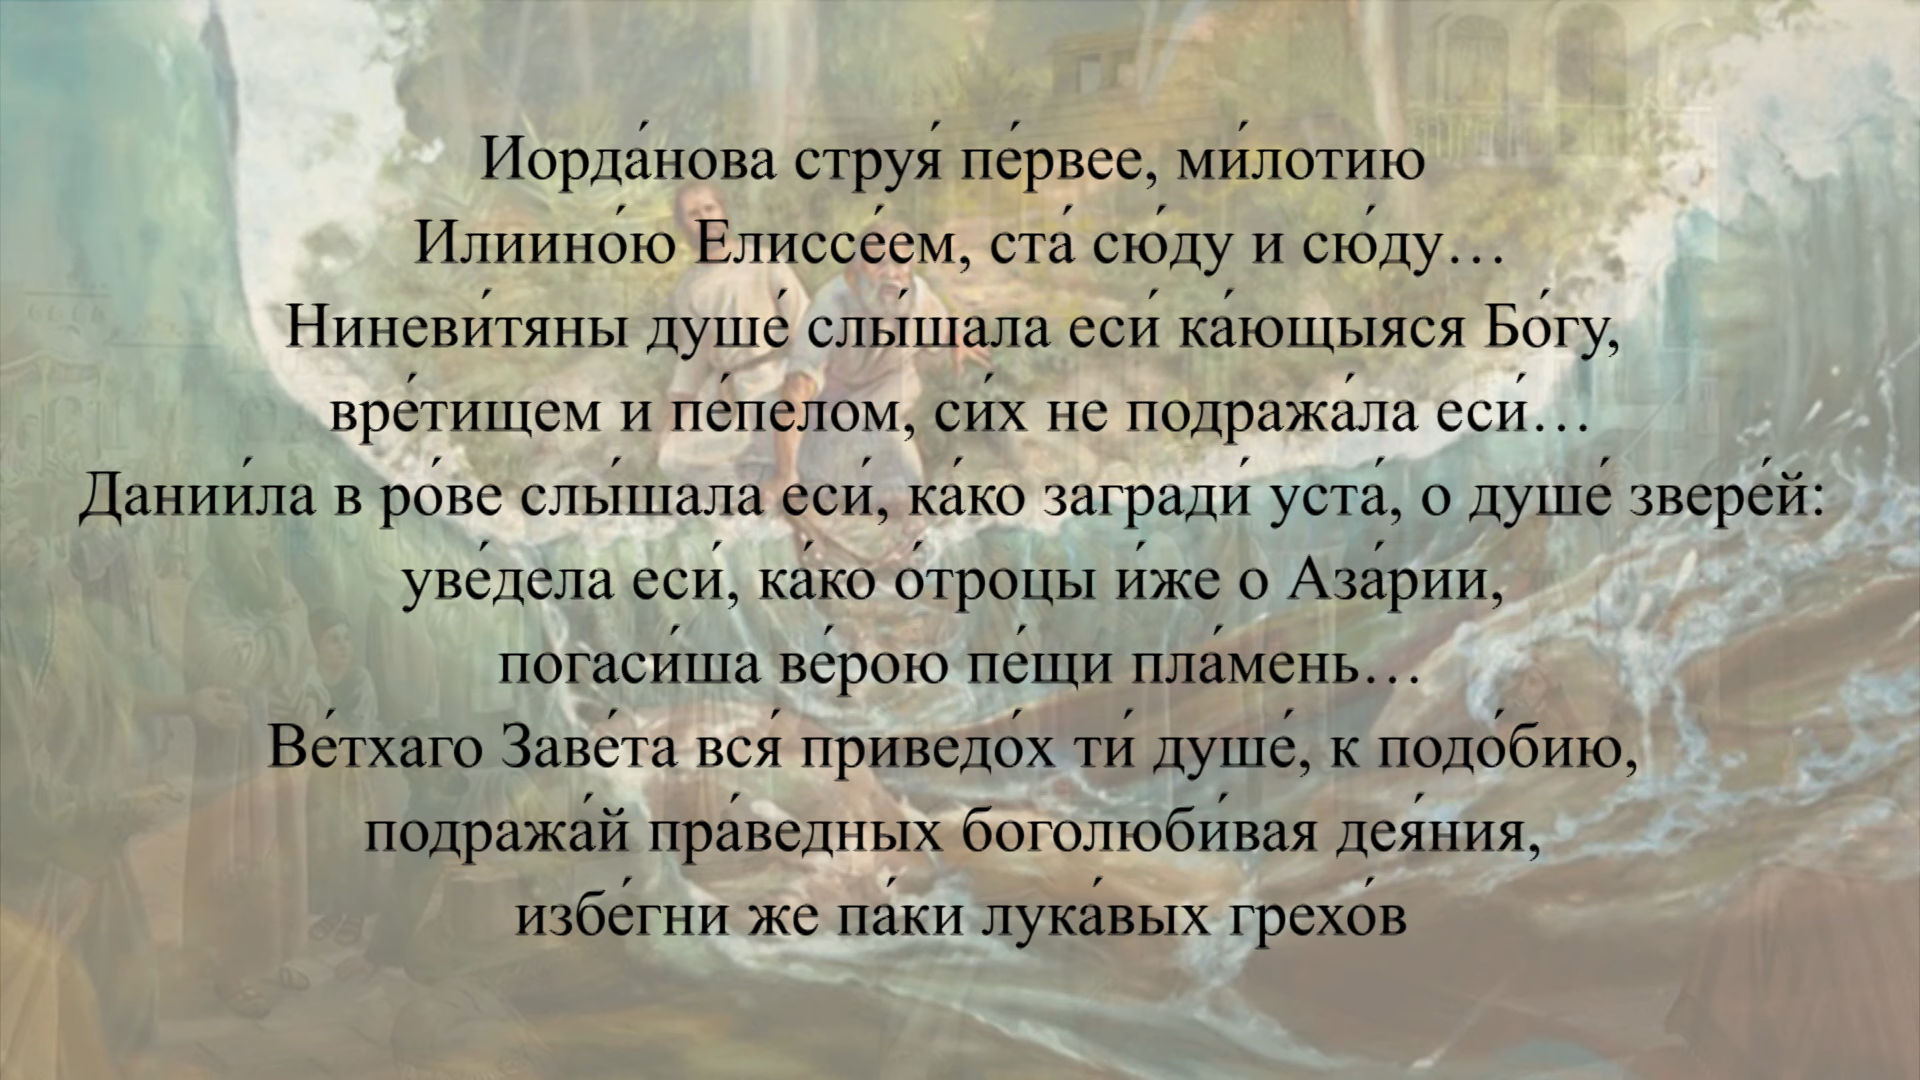 Иорда́нова струя́ пе́рвее, ми́лотию
Илиино́ю Елиссе́ем, ста́ сю́ду и сю́ду…
Ниневи́тяны душе́ слы́шала еси́ ка́ющыяся Бо́гу,
вре́тищем и пе́пелом, си́х не подража́ла еси́…
Дании́ла в ро́ве слы́шала еси́, ка́ко загради́ уста́, о душе́ звере́й:
уве́дела еси́, ка́ко о́троцы и́же о Аза́рии,
погаси́ша ве́рою пе́щи пла́мень…
Ве́тхаго Заве́та вся́ приведо́х ти́ душе́, к подо́бию,
подража́й пра́ведных боголюби́вая дея́ния,
избе́гни же па́ки лука́вых грехо́в